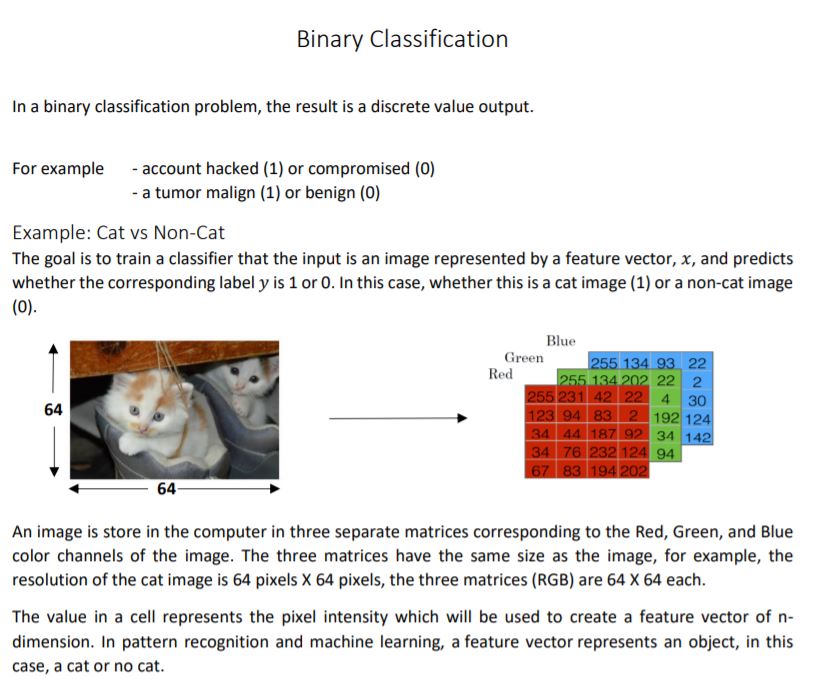 Binary Classification
In a binary classification problem, the result is a discrete value output.
For example - account hacked (1) or compromised (0)
- a tumor malign (1) or benign (0)
Example: Cat vs Non-Cat
The goal is to train a classifier that the input is an image represented by a feature vector, x, and predicts
whether the corresponding label y is 1 or 0. In this case, whether this is a cat image (1) or a non-cat image
(0).
Blue
Green
Red
255 134 93 22
255 134 202 22 2
255 231 42 22 4 30
123 94 83 2 192 124
34 44 187 92 34 142
34 76 232 124 94
67 83 194 202
64
64
An image is store in the computer in three separate matrices corresponding to the Red, Green, and Blue
color channels of the image. The three matrices have the same size as the image, for example, the
resolution of the cat image is 64 pixels X 64 pixels, the three matrices (RGB) are 64 X 64 each.
The value in a cell represents the pixel intensity which will be used to create a feature vector of n-
dimension. In pattern recognition and machine learning, a feature vector represents an object, in this
case, a cat or no cat.